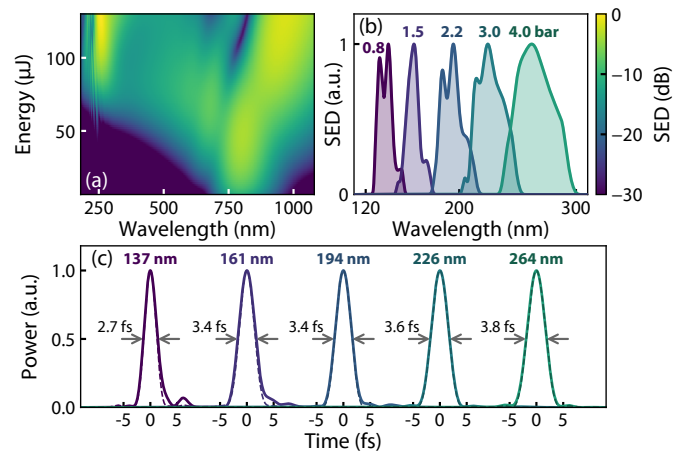 (a)
Energy (µJ)
100
50
250
500
750
1000
Wavelength (nm)
(b)
0.8
1.5
2.2
3.0
4.0 bar
SED (a.u.)
1
0
120
200
300
Wavelength (nm)
0
−10
−20
−30
SED (dB)
(c)
137 nm
161 nm
194 nm
226 nm
264 nm
Power (a.u.)
1.0
0.5
0.0
2.7 fs
3.4 fs
3.4 fs
3.6 fs
3.8 fs
-5 0 5 -5 0 5 -5 0 5 -5 0 5 -5 0 5
Time (fs)